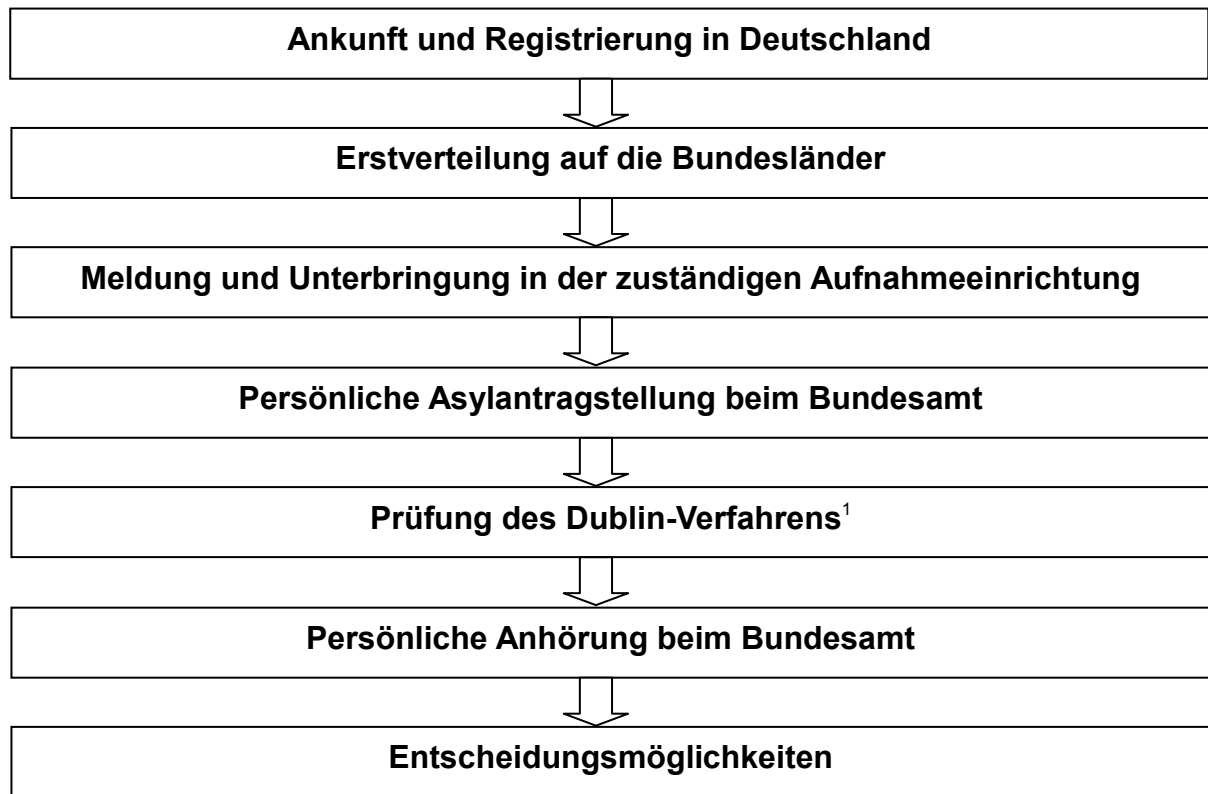 Ankunft und Registrierung in Deutschland
Erstverteilung auf die Bundesländer
Meldung und Unterbringung in der zuständigen Aufnahmeeinrichtung
Persönliche Asylantragstellung beim Bundesamt
Prüfung des Dublin-Verfahrens¹
Persönliche Anhörung beim Bundesamt
Entscheidungsmöglichkeiten